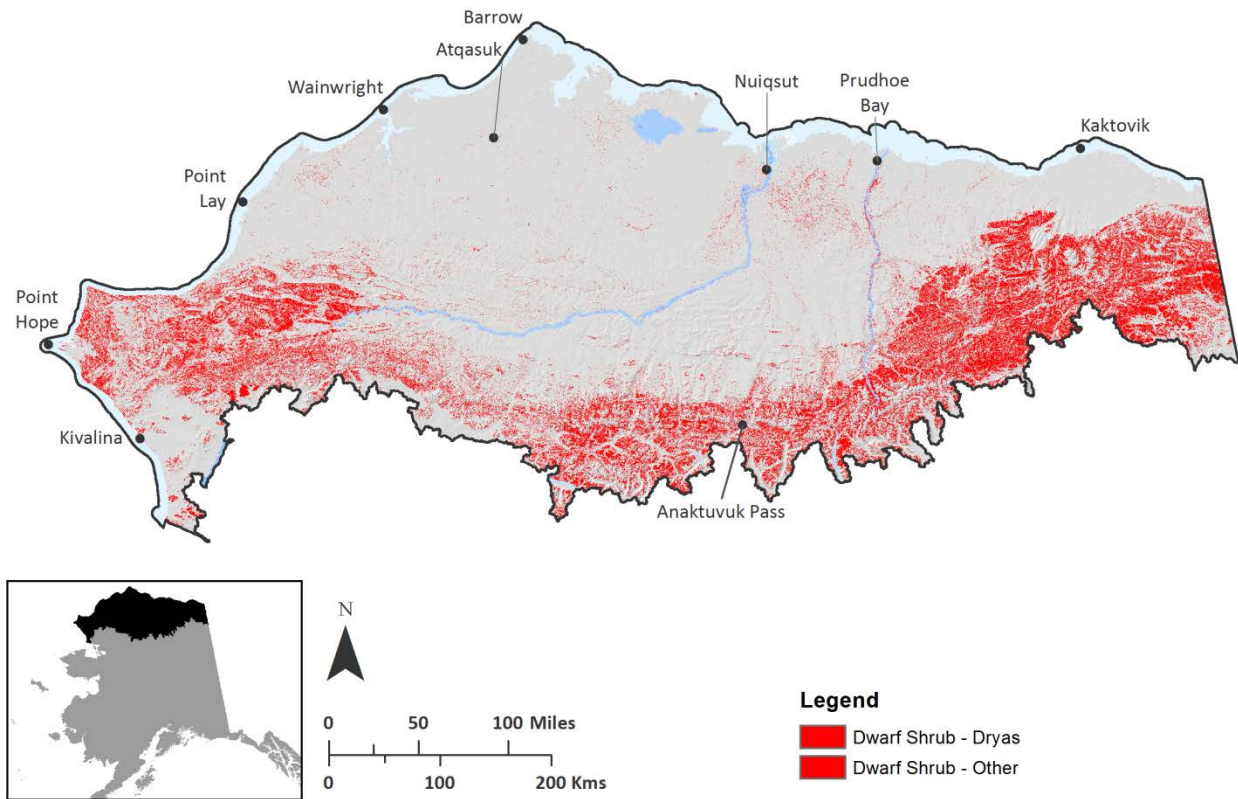 Barrow
Atqasuk
Wainwright
Nuiqsut
Prudhoe
Bay
Kaktovik
Point
Lay
Point
Hope
Kivalina
Anaktuvuk Pass
N
0 50 100 Miles
0 100 200 Kms
Legend
Dwarf Shrub - Dryas
Dwarf Shrub - Other